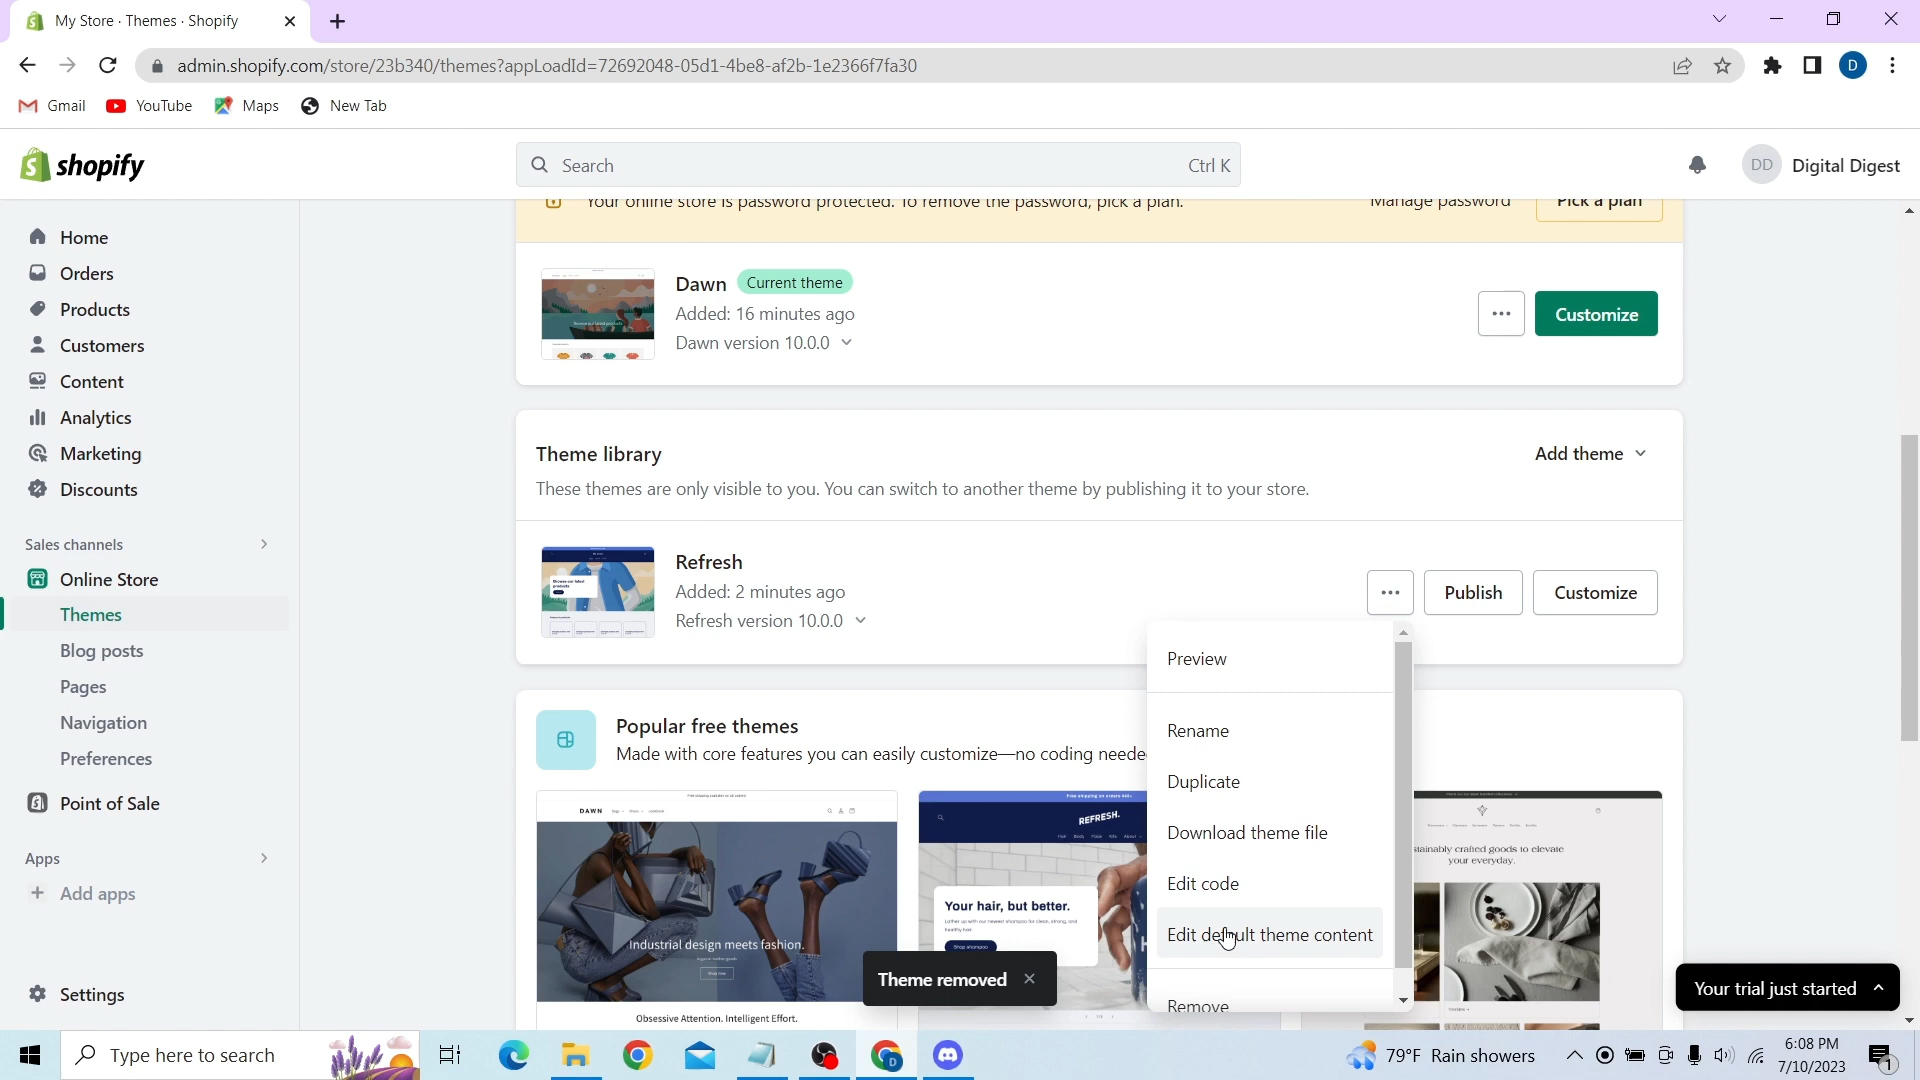 My Store · Themes · Shopify
admin.shopify.com/store/23b340/themes?appLoadId=72692048-05d1-4be8-af2b-1e2366f7fa30
D
Gmail YouTube Maps New Tab
shopify
Search Ctrl K
DD Digital Digest
Your online store is password protected. To remove the password, pick a plan. Manage password Pick a plan
Home
Orders
Products
Customers
Content
Analytics
Marketing
Discounts
Sales channels
Online Store
Themes
Blog posts
Pages
Navigation
Preferences
Point of Sale
Apps
Add apps
Settings
Dawn Current theme
Added: 16 minutes ago
Dawn version 10.0.0
Customize
Theme library Add theme
These themes are only visible to you. You can switch to another theme by publishing it to your store.
Refresh
Added: 2 minutes ago
Refresh version 10.0.0
Publish Customize
Preview
Rename
Duplicate
Download theme file
Edit code
Edit default theme content
Remove
Popular free themes
Made with core features you can easily customize—no coding neede
DAWN
Industrial design meets fashion.
Shop now
Obsessive Attention. Intelligent Effort.
REFRESH.
Your hair, but better.
Shop shampoo
crafted goods to elevate
your everyday.
Theme removed
Your trial just started
Type here to search
79°F Rain showers
6:08 PM
7/10/2023
1